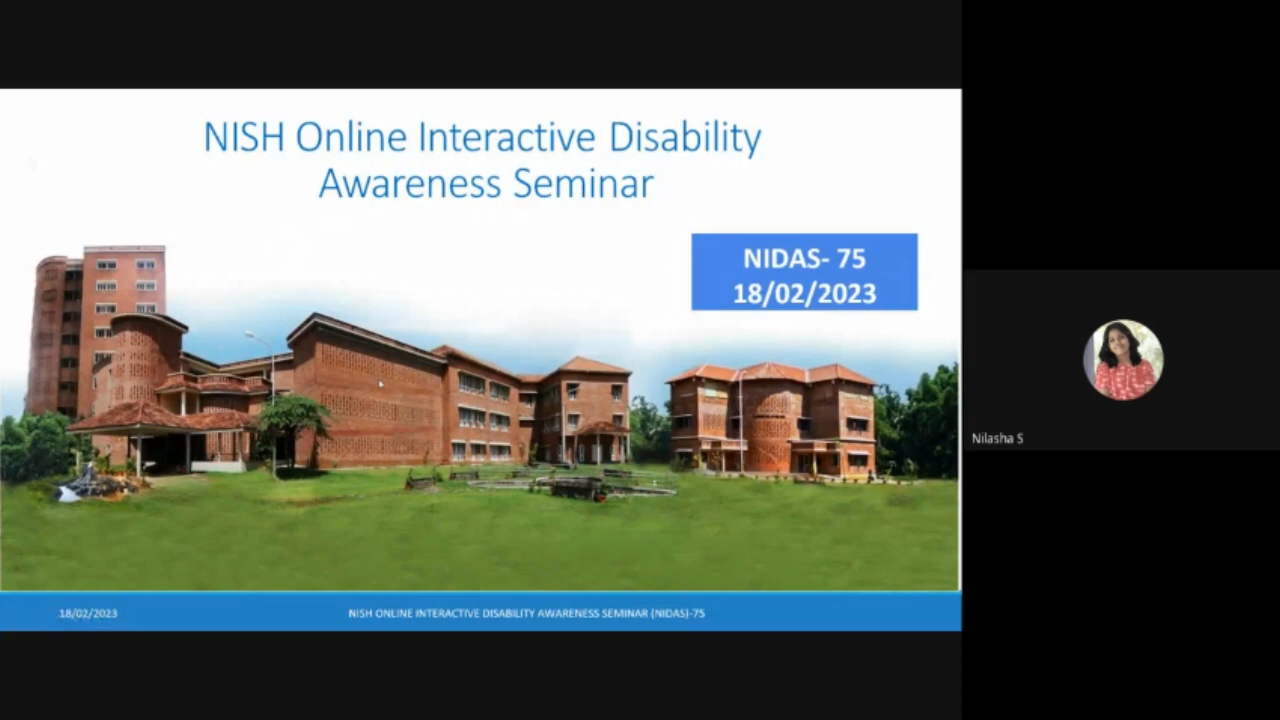 NISH Online Interactive Disability
Awareness Seminar
NIDAS- 75
18/02/2023
Nilasha S
18/02/2023
NISH ONLINE INTERACTIVE DISABILITY AWARENESS SEMINAR (NIDAS)-75